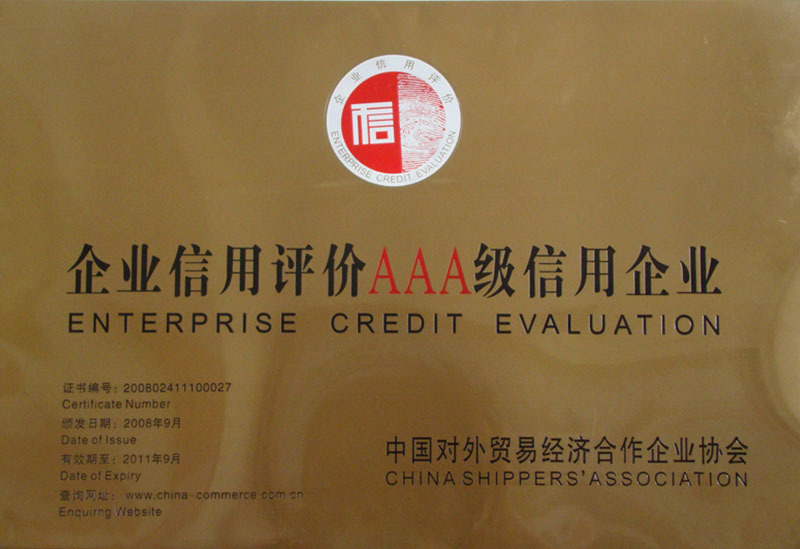 企业信用评价
信
ENTERPRISE CREDIT EVALUATION
企业信用评价AAA级信用企业
ENTERPRISE CREDIT EVALUATION
证书编号：200802411100027
Certificate Number
颁发日期：2008年9月
Date of Issue
有效期至：2011年9月
Date of Expiry
查询网址：www.china-commerce.com.cn
Enquirng Website
中国对外贸易经济合作企业协会
CHINA SHIPPERS'ASSOCIATION